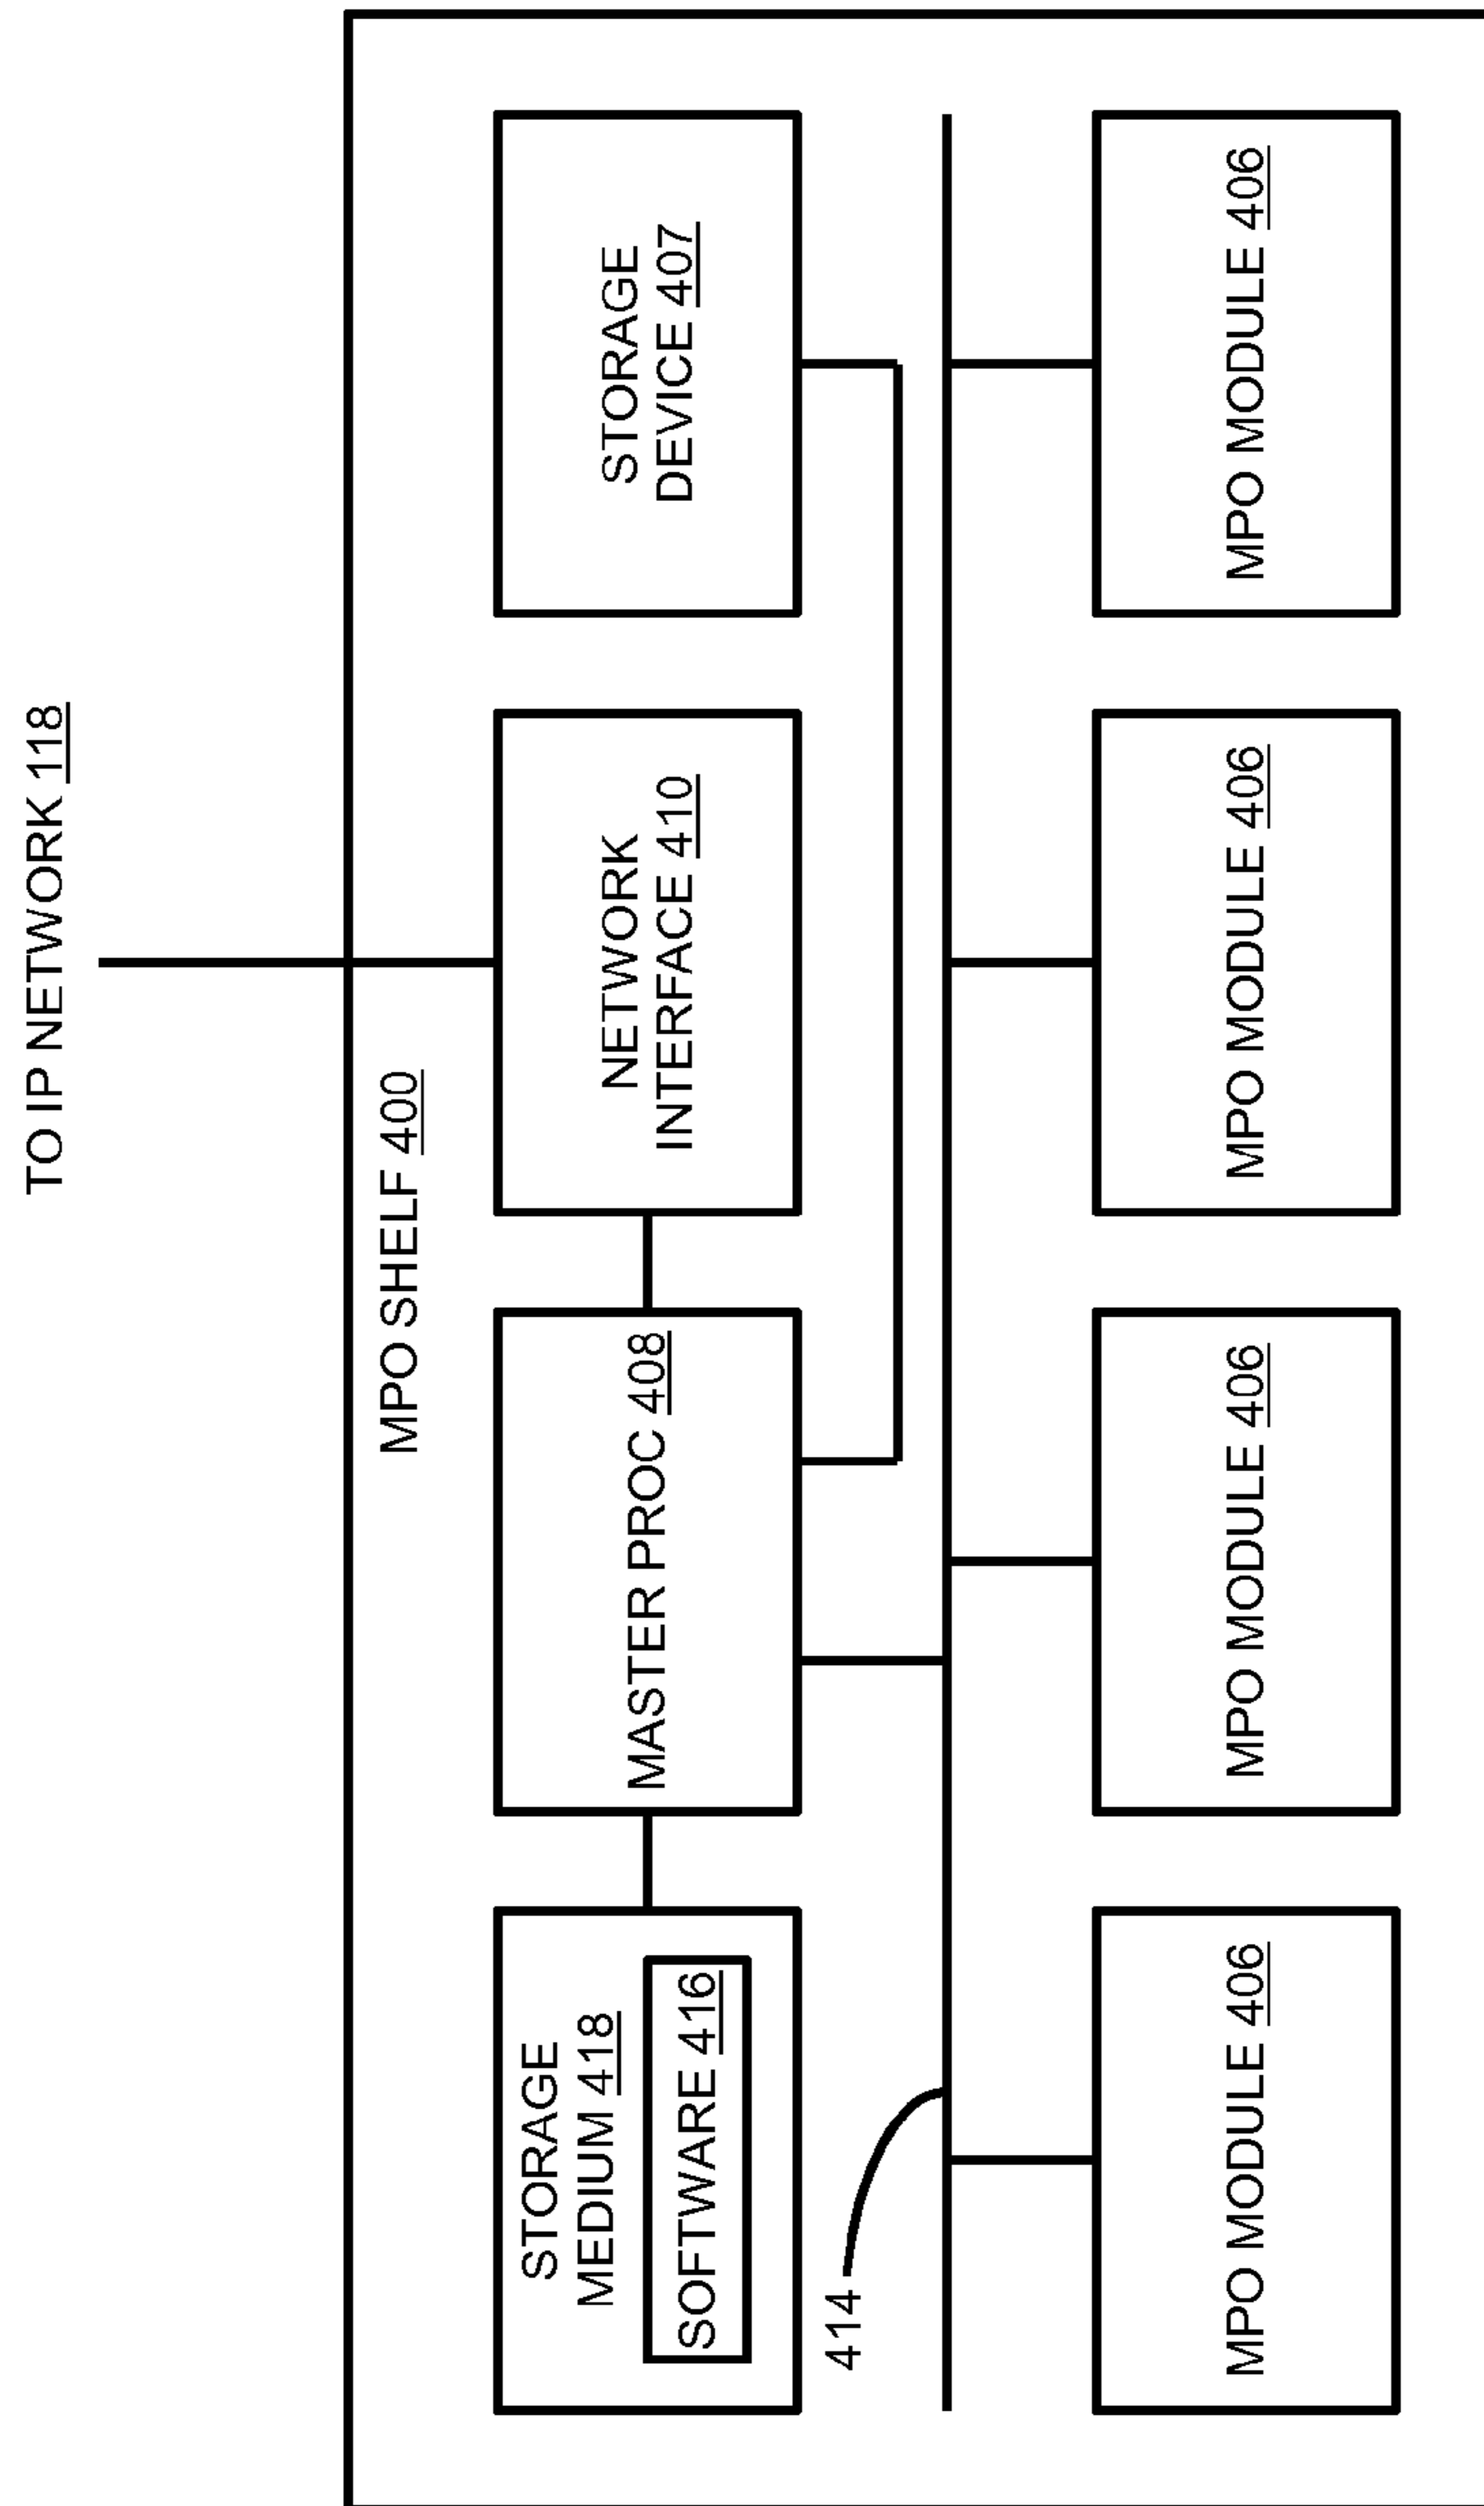 TO IP NETWORK 118
MPO SHELF 400
STORAGE
MEDIUM 418
SOFTWARE 416
MASTER PROC 408
NETWORK
INTERFACE 410
STORAGE
DEVICE 407
414
MPO MODULE 406
MPO MODULE 406
MPO MODULE 406
MPO MODULE 406